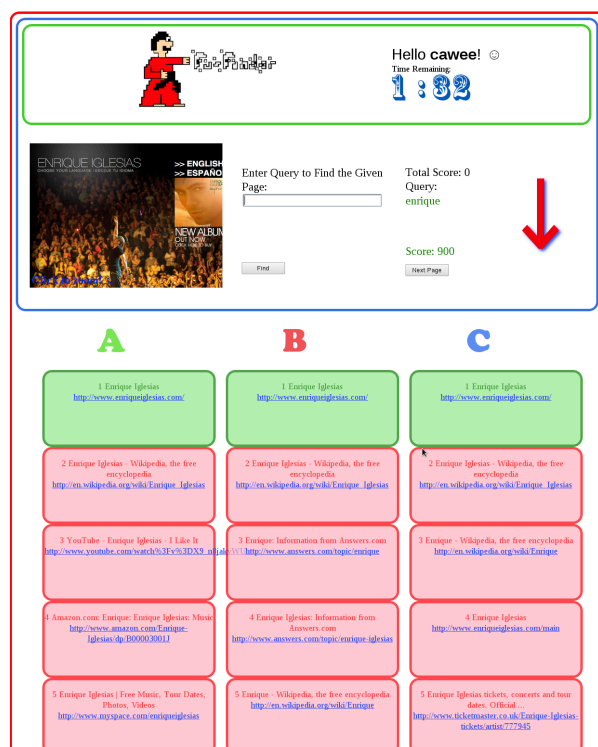 Hello cawee! ☺
Time Remaining:
1 : 32
ENRIQUE IGLESIAS
CHOOSE YOUR LANGUAGE
>> ENGLISH
>> ESPAÑO
NEW ALBUM
OUT NOW
CLICK HERE TO BUY
Enter Query to Find the Given
Page:
Find
Total Score: 0
Query:
enrique
Score: 900
Next Page
A
B
C
1 Enrique Iglesias
http://www.enriqueiglesias.com/
1 Enrique Iglesias
http://www.enriqueiglesias.com/
1 Enrique Iglesias
http://www.enriqueiglesias.com/
2 Enrique Iglesias - Wikipedia, the free
encyclopedia
http://en.wikipedia.org/wiki/Enrique_Iglesias
2 Enrique Iglesias - Wikipedia, the free
encyclopedia
http://en.wikipedia.org/wiki/Enrique_Iglesias
2 Enrique Iglesias - Wikipedia, the free
encyclopedia
http://en.wikipedia.org/wiki/Enrique_Iglesias
3 YouTube - Enrique Iglesias - I Like It
3 Enrique: Information from Answers.com
http://www.answers.com/topic/enrique
3 Enrique - Wikipedia, the free encyclopedia
http://en.wikipedia.org/wiki/Enrique
4 Amazon.com: Enrique: Enrique Iglesias: Music
http://www.amazon.com/Enrique-
Iglesias/dp/B00003001J
4 Enrique Iglesias: Information from
Answers.com
http://www.answers.com/topic/enrique-iglesias
4 Enrique Iglesias
http://www.enriqueiglesias.com/main
5 Enrique Iglesias | Free Music, Tour Dates,
Photos, Videos
http://www.myspace.com/enriqueiglesias
5 Enrique - Wikipedia, the free encyclopedia
http://en.wikipedia.org/wiki/Enrique
5 Enrique Iglesias tickets, concerts and tour
dates. Official ...
http://www.ticketmaster.co.uk/Enrique-Iglesias-
tickets/artist/777945